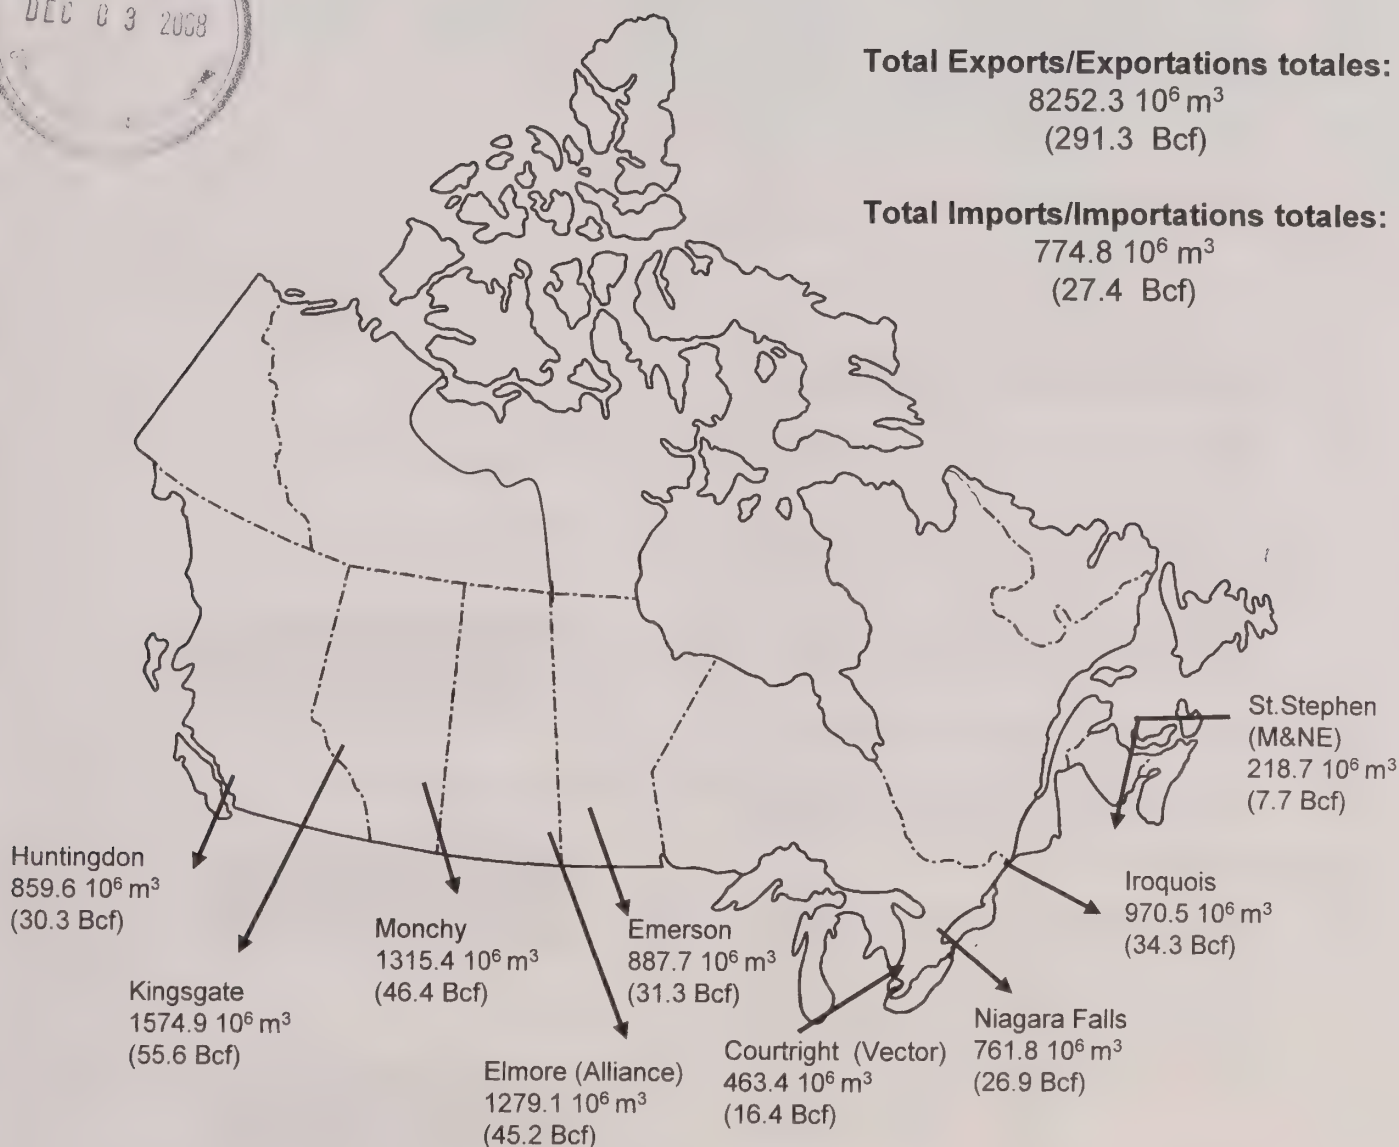 DEC 03 2008
Total Exports/Exportations totales:
8252.3 10⁶ m³
(291.3 Bcf)
Total Imports/Importations totales:
774.8 10⁶ m³
(27.4 Bcf)
St.Stephen
(M&NE)
218.7 10⁶ m³
(7.7 Bcf)
Huntingdon
859.6 10⁶ m³
(30.3 Bcf)
Kingsgate
1574.9 10⁶ m³
(55.6 Bcf)
Monchy
1315.4 10⁶ m³
(46.4 Bcf)
Elmore (Alliance)
1279.1 10⁶ m³
(45.2 Bcf)
Emerson
887.7 10⁶ m³
(31.3 Bcf)
Courtright (Vector)
463.4 10⁶ m³
(16.4 Bcf)
Niagara Falls
761.8 10⁶ m³
(26.9 Bcf)
Iroquois
970.5 10⁶ m³
(34.3 Bcf)